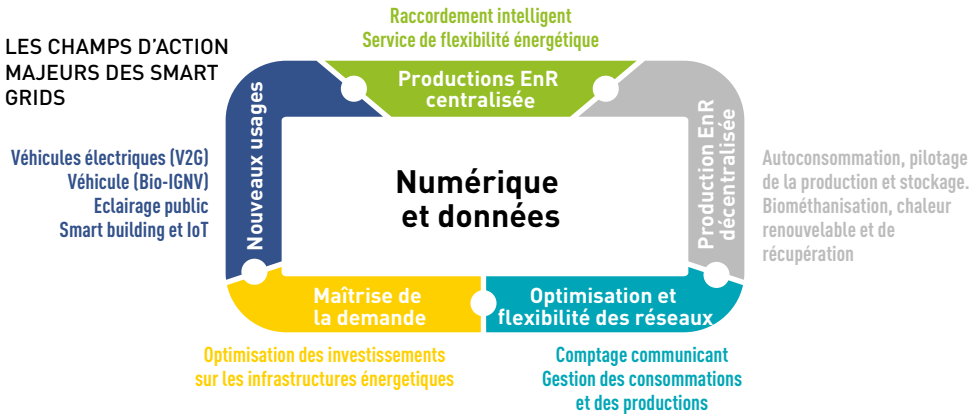 LES CHAMPS D'ACTION
MAJEURS DES SMART
GRIDS
Raccordement intelligent
Service de flexibilité énergétique
Productions EnR
centralisée
Nouveaux usages
Véhicules électriques (V2G)
Véhicule (Bio-IGNV)
Eclairage public
Smart building et IoT
Numérique
et données
Production EnR
décentralisée
Autoconsommation, pilotage
de la production et stockage.
Biométhanisation, chaleur
renouvelable et de
récupération
Maîtrise de
la demande
Optimisation des investissements
sur les infrastructures énergetiques
Optimisation et
flexibilité des réseaux
Comptage communicant
Gestion des consommations
et des productions